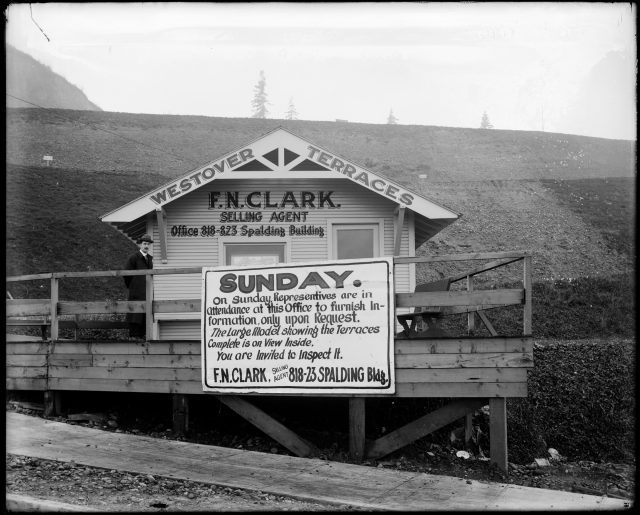 WESTOVER TERRACES
F.N.CLARK.
SELLING AGENT
Office 818-823 Spalding Building
SUNDAY.
On Sunday Representatives are in
attendance at this Office to furnish In-
formation, only upon Request.
The Large Model showing the Terraces
Complete is on View Inside.
You are Invited to Inspect It.
F.N.CLARK, SELLING AGENT 818-23 SPALDING Bldg.